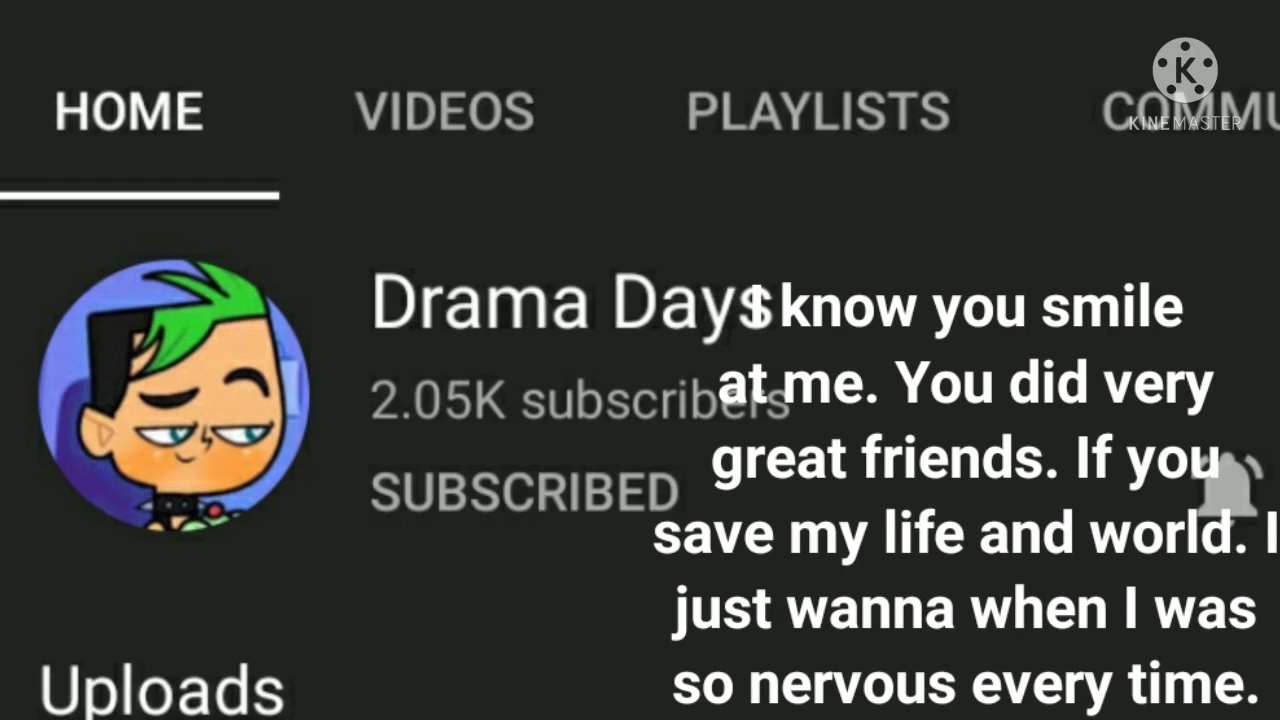 HOME VIDEOS PLAYLISTS COMMU
K
KINEMASTER
Drama Days
2.05K subscribers
SUBSCRIBED
Uploads
I know you smile
at me. You did very
great friends. If you
save my life and world. I
just wanna when I was
so nervous every time.